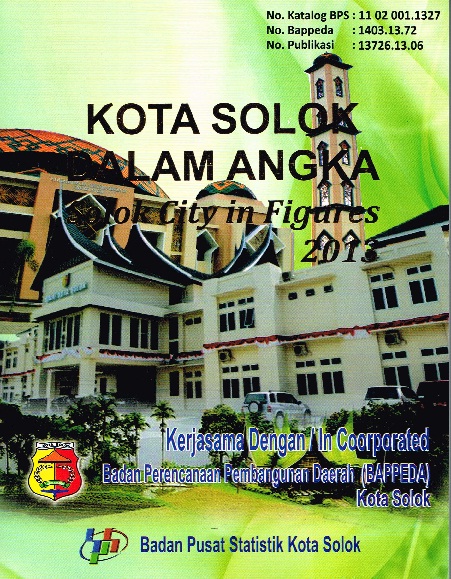 No. Katalog BPS : 11 02 001.1327
No. Bappeda : 1403.13.72
No. Publikasi : 13726.13.06
KOTA SOLOK
DALAM ANGKA
Solok City in Figures
2013
Kerjasama Dengan / In Coorporated
Badan Perencanaan Pembangunan Daerah (BAPPEDA)
Kota Solok
Badan Pusat Statistik Kota Solok